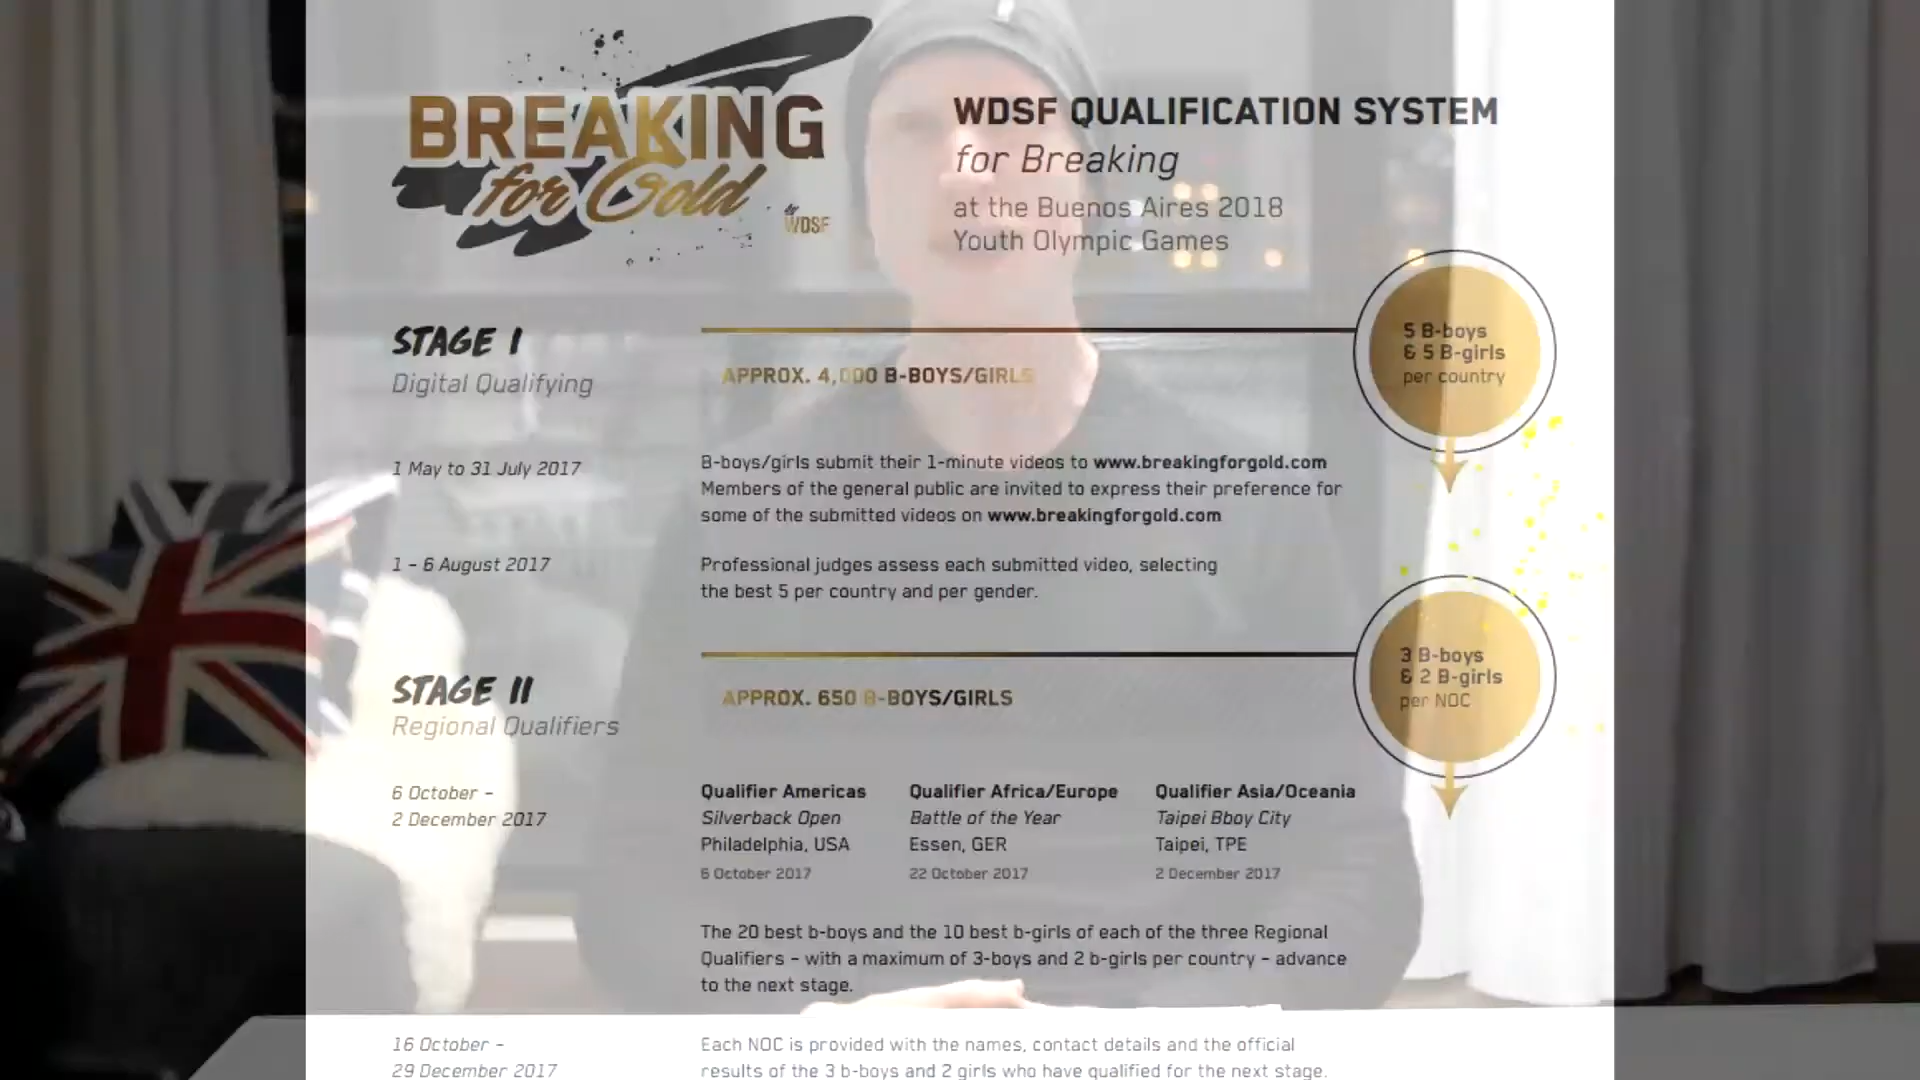 BREAKING
for Gold
by
WDSF
WDSF QUALIFICATION SYSTEM
for Breaking
at the Buenos Aires 2018
Youth Olympic Games
STAGE I
Digital Qualifying
APPROX. 4,000 B-BOYS/GIRLS
5 B-boys
& 5 B-girls
per country
1 May to 31 July 2017
B-boys/girls submit their 1-minute videos to www.breakingforgold.com
Members of the general public are invited to express their preference for
some of the submitted videos on www.breakingforgold.com
1 - 6 August 2017
Professional judges assess each submitted video, selecting
the best 5 per country and per gender.
STAGE II
Regional Qualifiers
APPROX. 650 B-BOYS/GIRLS
3 B-boys
& 2 B-girls
per NOC
6 October -
2 December 2017
Qualifier Americas
Silverback Open
Philadelphia, USA
6 October 2017
Qualifier Africa/Europe
Battle of the Year
Essen, GER
22 October 2017
Qualifier Asia/Oceania
Taipei Bboy City
Taipei, TPE
2 December 2017
The 20 best b-boys and the 10 best b-girls of each of the three Regional
Qualifiers - with a maximum of 3-boys and 2 b-girls per country - advance
to the next stage.
16 October -
29 December 2017
Each NOC is provided with the names, contact details and the official
results of the 3 b-boys and 2 girls who have qualified for the next stage.